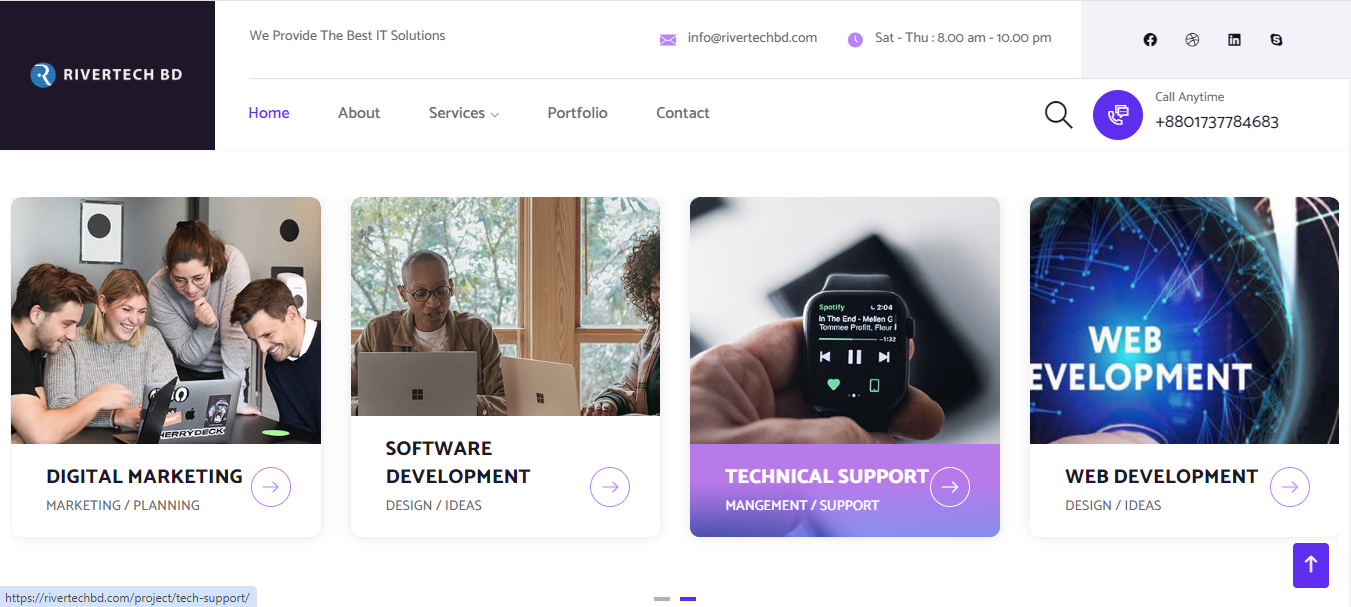 RIVERTECH BD
We Provide The Best IT Solutions
info@rivertechbd.com
Sat - Thu : 8.00 am - 10.00 pm
Home
About
Services
Portfolio
Contact
Call Anytime
+8801737784683
HERRYDECK
DIGITAL MARKETING
MARKETING / PLANNING
SOFTWARE
DEVELOPMENT
DESIGN / IDEAS
Spotify
2:04
In The End - Mellen G
Tommee Profitt, Fleur
-1:32
TECHNICAL SUPPORT
MANGEMENT / SUPPORT
WEB
EVELOPMENT
WEB DEVELOPMENT
DESIGN / IDEAS
https://rivertechbd.com/project/tech-support/